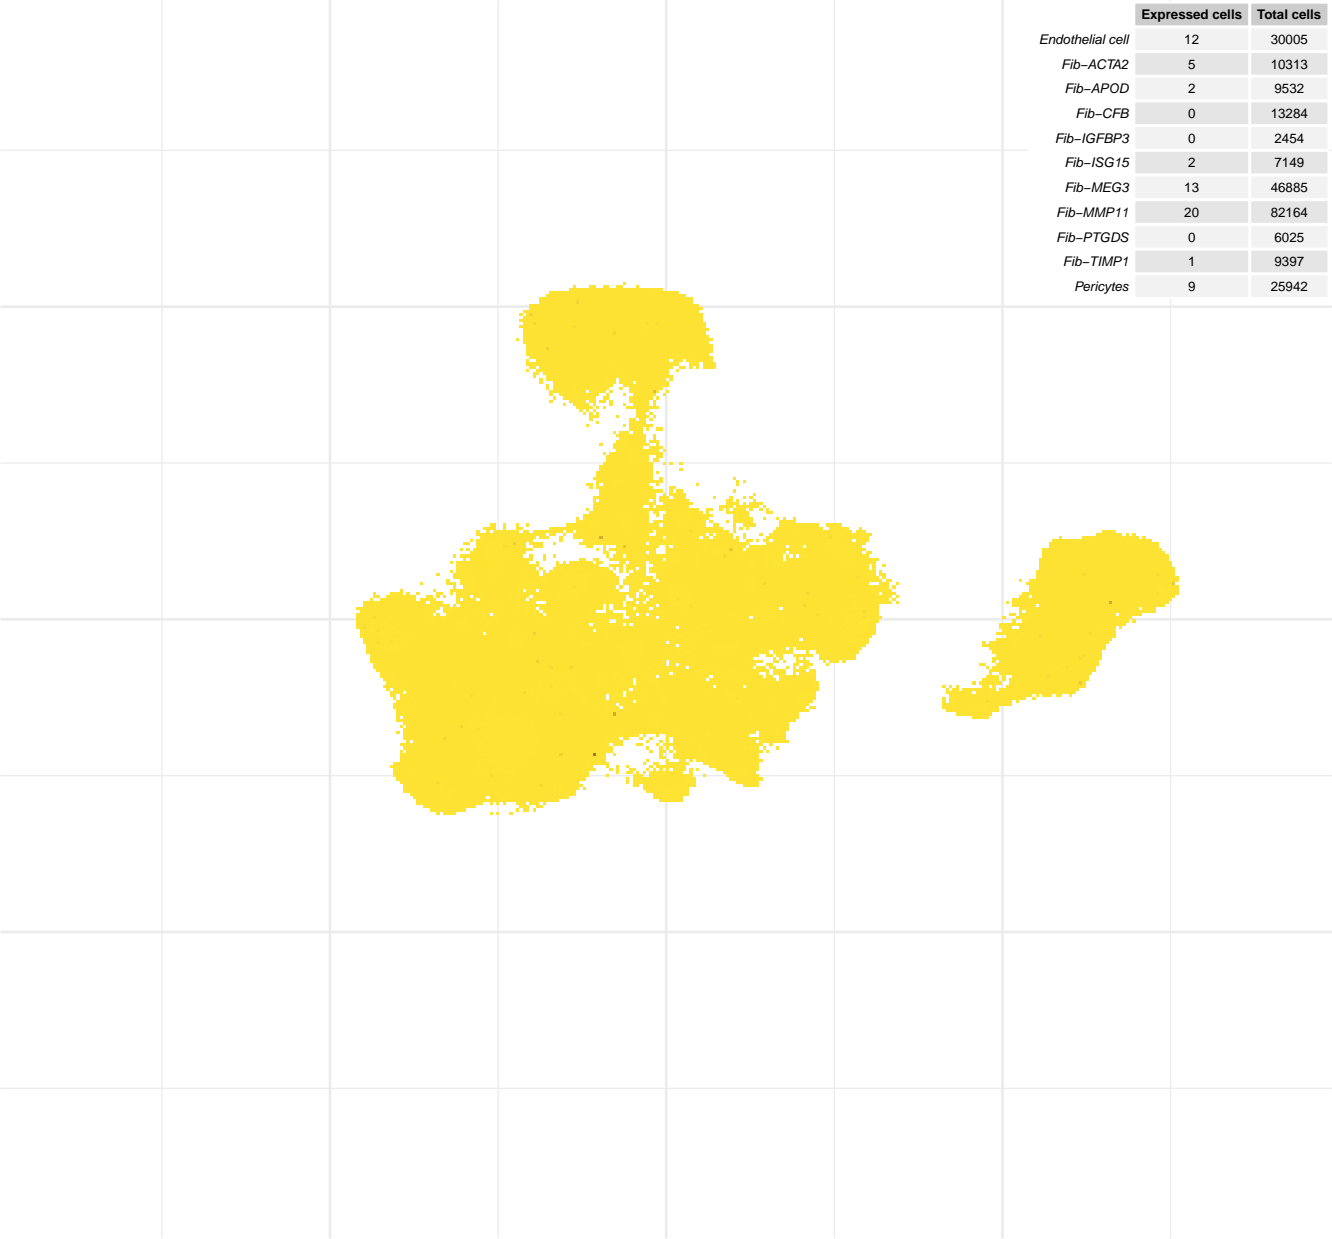 Expressed cells Total cells
Endothelial cell 12 30005
Fib−ACTA2 5 10313
Fib−APOD 2 9532
Fib−CFB 0 13284
Fib−IGFBP3 0 2454
Fib−ISG15 2 7149
Fib−MEG3 13 46885
Fib−MMP11 20 82164
Fib−PTGDS 0 6025
Fib−TIMP1 1 9397
Pericytes 9 25942